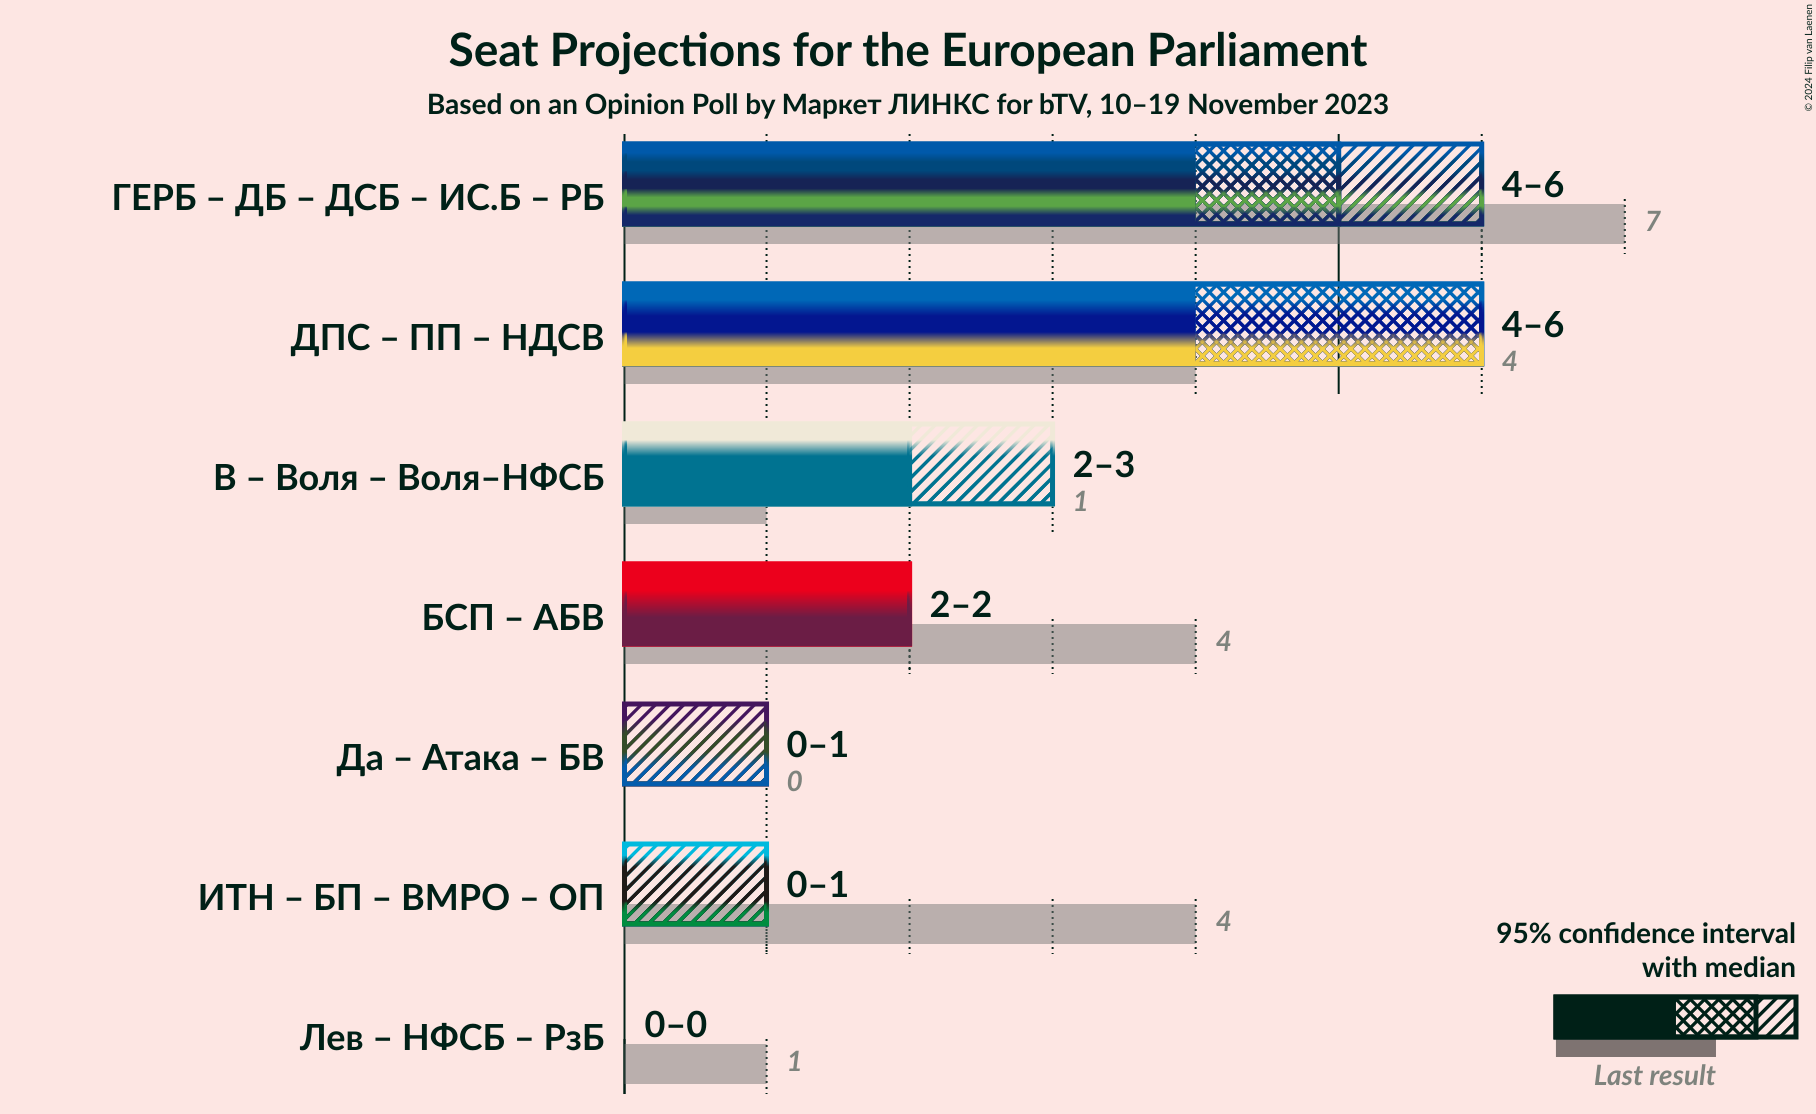 Seat Projections for the European Parliament
Based on an Opinion Poll by Маркет ЛИНКС for bTV, 10–19 November 2023
© 2024 Filip van Laenen
ГЕРБ – ДБ – ДСБ – ИС.Б – РБ
4–6
7
ДПС – ПП – НДСВ
4–6
4
В – Воля – Воля–НФСБ
2–3
1
БСП – АБВ
2–2
4
Да – Атака – БВ
0–1
0
ИТН – БП – ВМРО – ОП
0–1
4
Лев – НФСБ – РзБ
0–0
1
95% confidence interval
with median
Last result